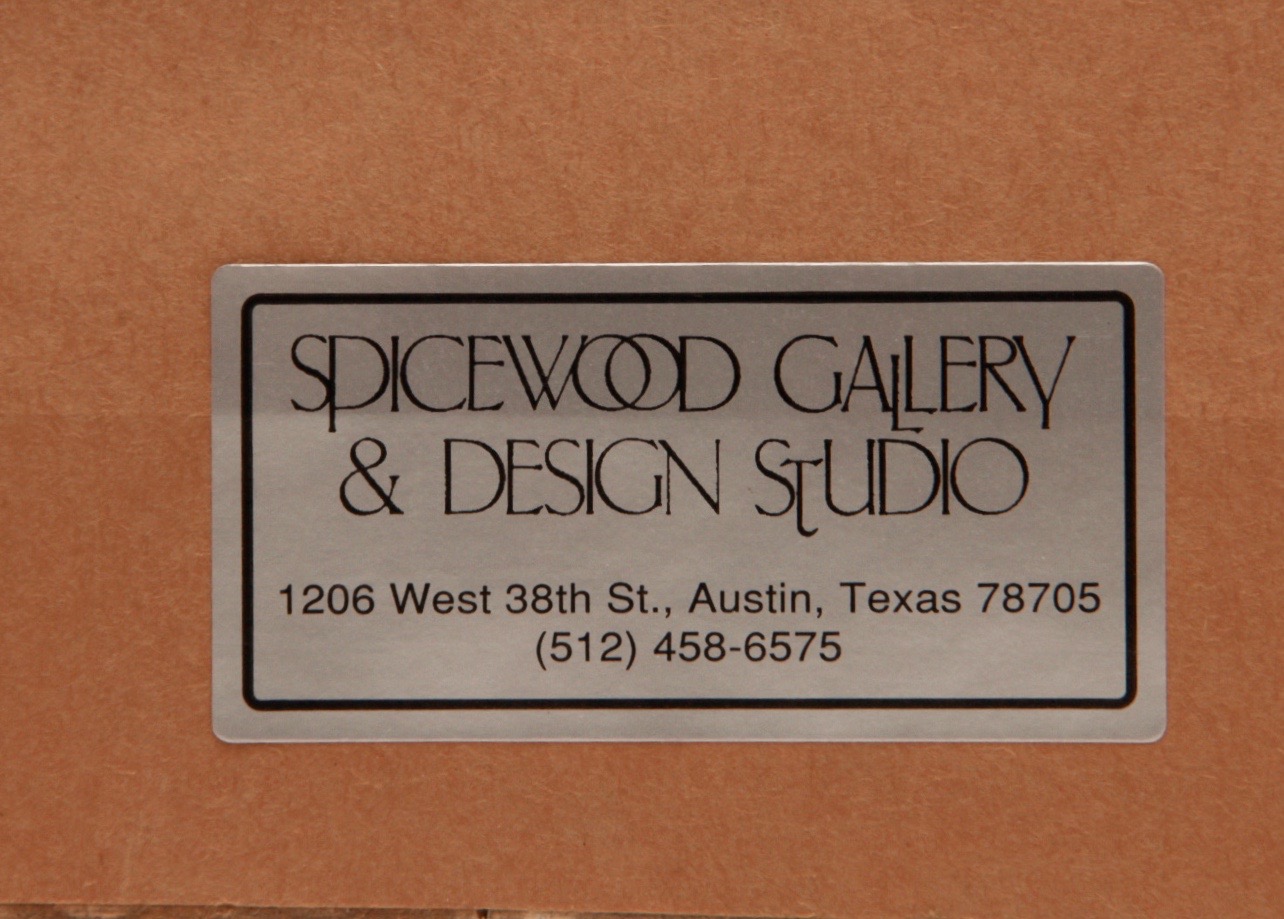 SPICEWOOD GALLERY
& DESIGN STUDIO
1206 West 38th St., Austin, Texas 78705
(512) 458-6575